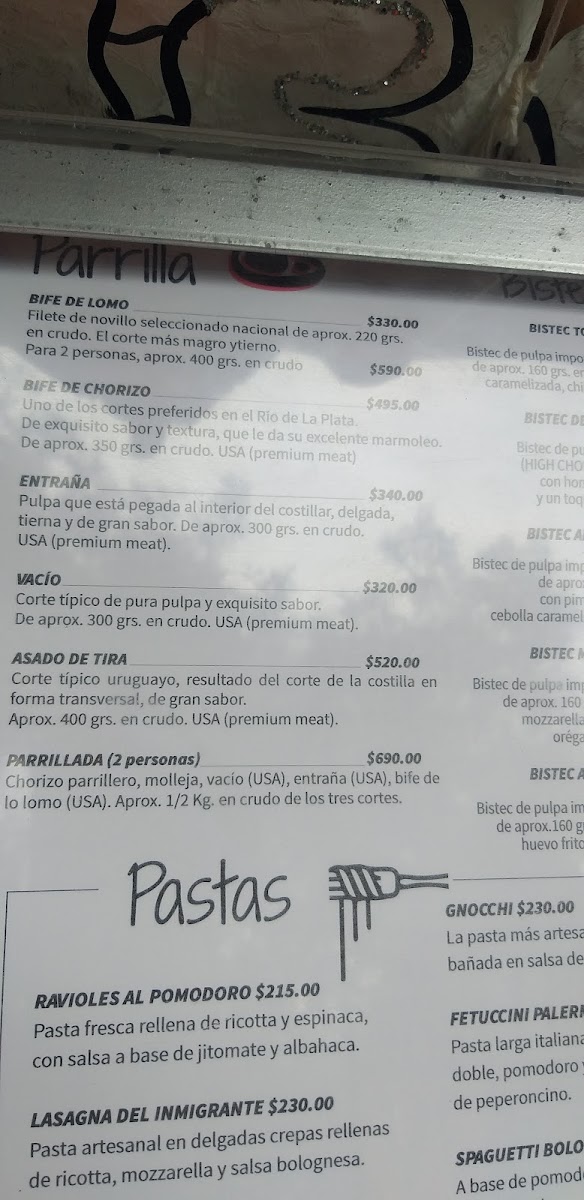 Parrilla
BIFE DE LOMO $330.00
Filete de novillo seleccionado nacional de aprox. 220 grs.
en crudo. El corte más magro ytierno.
Para 2 personas, aprox. 400 grs. en crudo $590.00
BIFE DE CHORIZO $495.00
Uno de los cortes preferidos en el Río de La Plata.
De exquisito sabor y textura, que le da su excelente marmoleo.
De aprox. 350 grs. en crudo. USA (premium meat)
ENTRAÑA $340.00
Pulpa que está pegada al interior del costillar, delgada,
tierna y de gran sabor. De aprox. 300 grs. en crudo.
USA (premium meat).
VACÍO $320.00
Corte típico de pura pulpa y exquisito sabor.
De aprox. 300 grs. en crudo. USA (premium meat).
ASADO DE TIRA $520.00
Corte típico uruguayo, resultado del corte de la costilla en
forma transversal, de gran sabor.
Aprox. 400 grs. en crudo. USA (premium meat).
PARRILLADA (2 personas) $690.00
Chorizo parrillero, molleja, vacío (USA), entraña (USA), bife de
lo lomo (USA). Aprox. 1/2 Kg. en crudo de los tres cortes.
Biste
BISTEC
Bistec de pulpa
de aprox. 160 grs.
caramelizada,
BISTEC
Bistec de
(HIGH
con
y un
BISTEC
Bistec de pulpa
de
con
cebolla
BISTEC
Bistec de pulpa
de aprox. 160
mozzarella
BISTEC
Bistec de pulpa
de aprox.160
huevo
Pastas
RAVIOLES AL POMODORO $215.00
Pasta fresca rellena de ricotta y espinaca,
con salsa a base de jitomate y albahaca.
LASAGNA DEL INMIGRANTE $230.00
Pasta artesanal en delgadas crepas rellenas
de ricotta, mozzarella y salsa bolognesa.
GNOCCHI $230.00
La pasta más
bañada en salsa de
FETUCCINI
Pasta larga
doble, pomodoro
de peperoncino.
SPAGUETTI
A base de